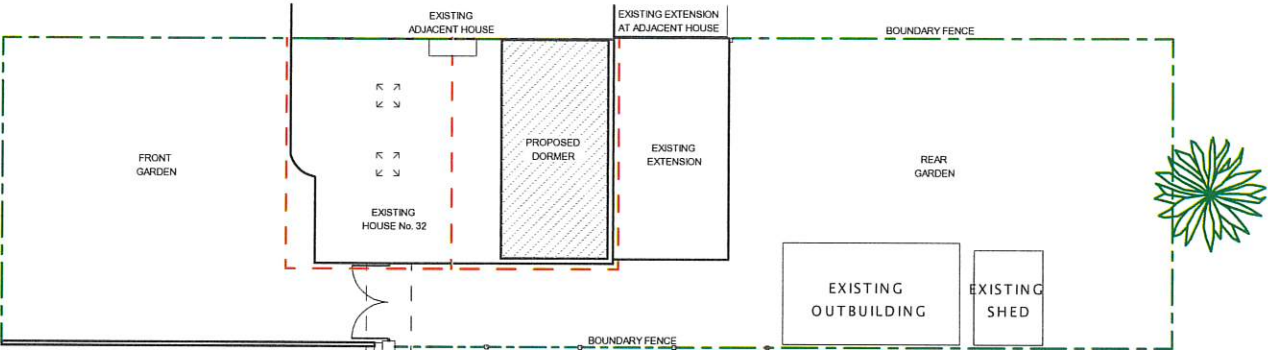 EXISTING
ADJACENT HOUSE
EXISTING EXTENSION
AT ADJACENT HOUSE
BOUNDARY FENCE
FRONT
GARDEN
PROPOSED
DORMER
EXISTING
EXTENSION
REAR
GARDEN
EXISTING
HOUSE No. 32
EXISTING
OUTBUILDING
EXISTING
SHED
BOUNDARY FENCE